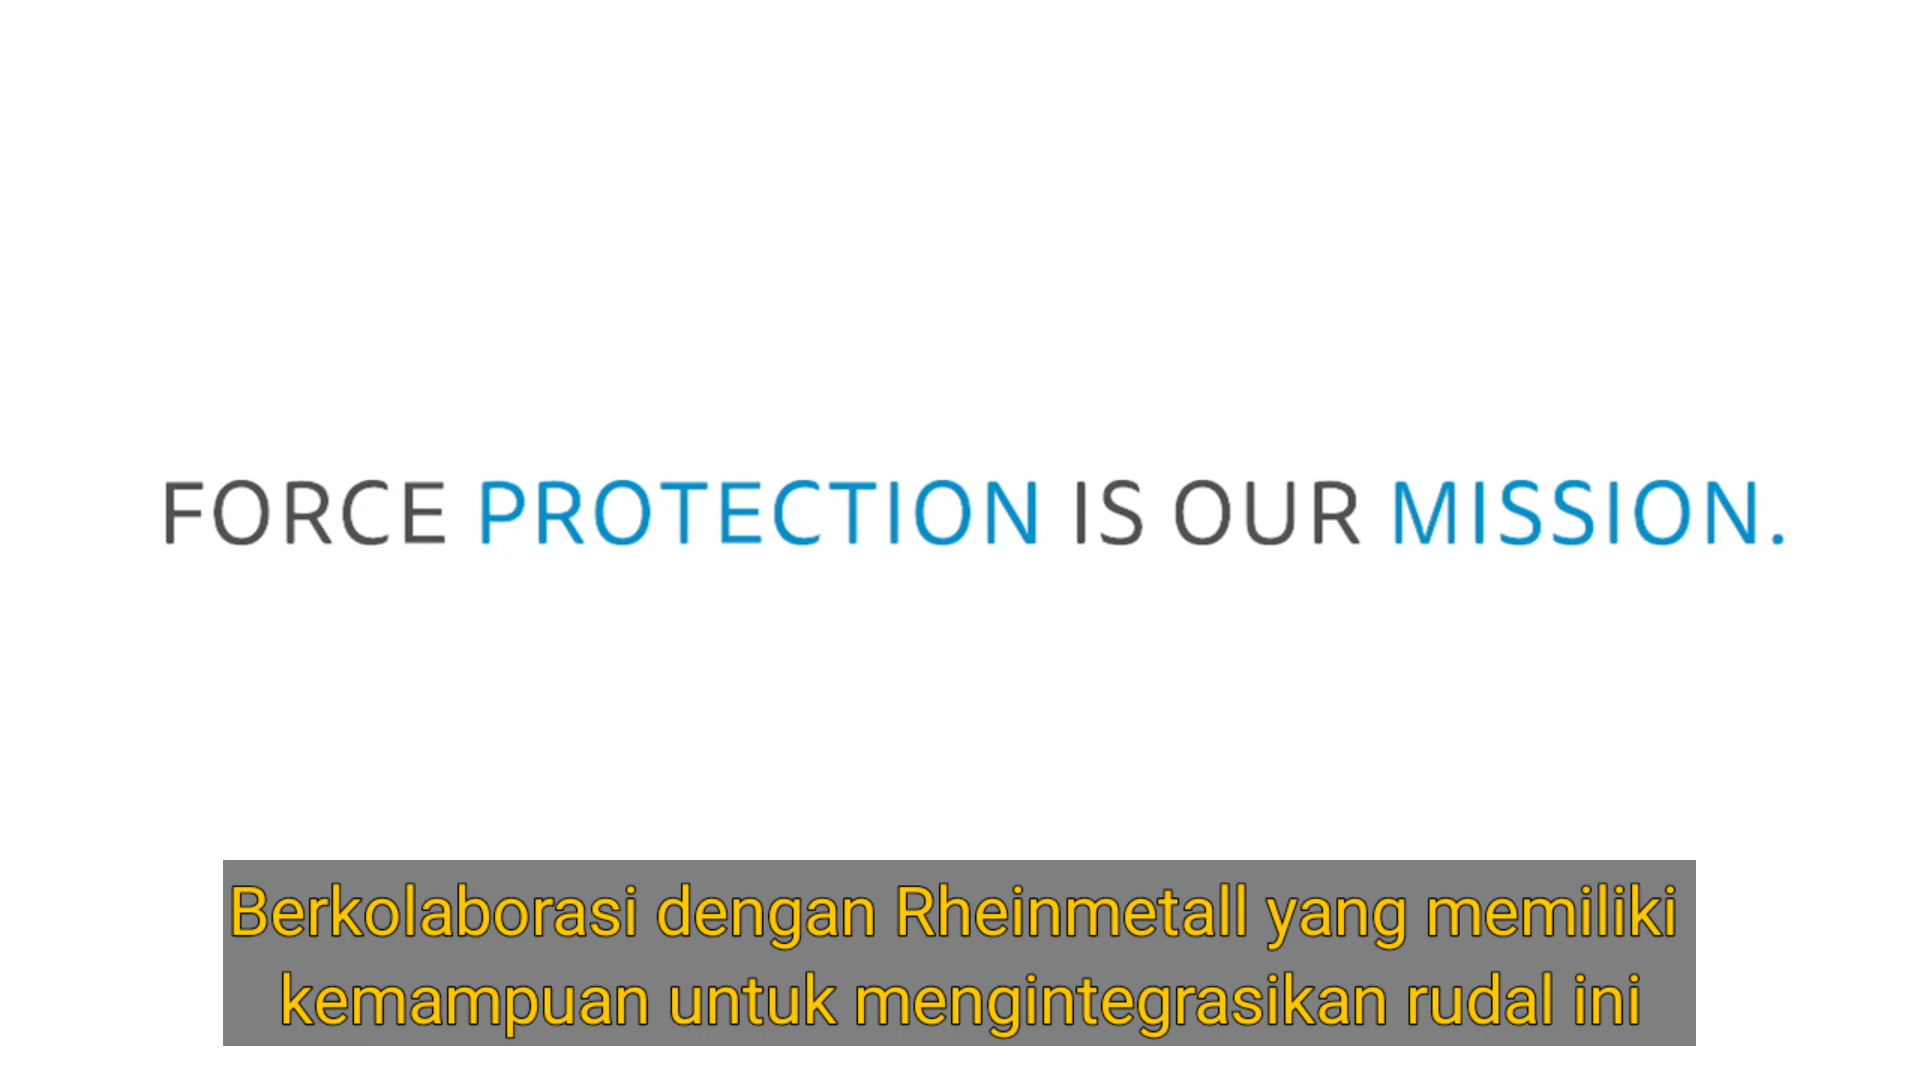 FORCE PROTECTION IS OUR MISSION.
Berkolaborasi dengan Rheinmetall yang memiliki
kemampuan untuk mengintegrasikan rudal ini